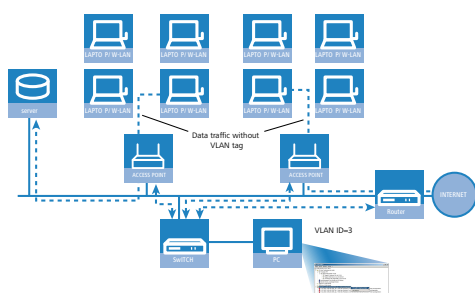 LAPTO P/ W-LAN
LAPTO P/ W-LAN
LAPTO P/ W-LAN
LAPTO P/ W-LAN
server
LAPTO P/ W-LAN
LAPTO P/ W-LAN
LAPTO P/ W-LAN
LAPTO P/ W-LAN
Data traffic without
VLAN tag
ACCESS POINT
ACCESS POINT
INTERNET
Router
VLAN ID=3
SwITCH
PC